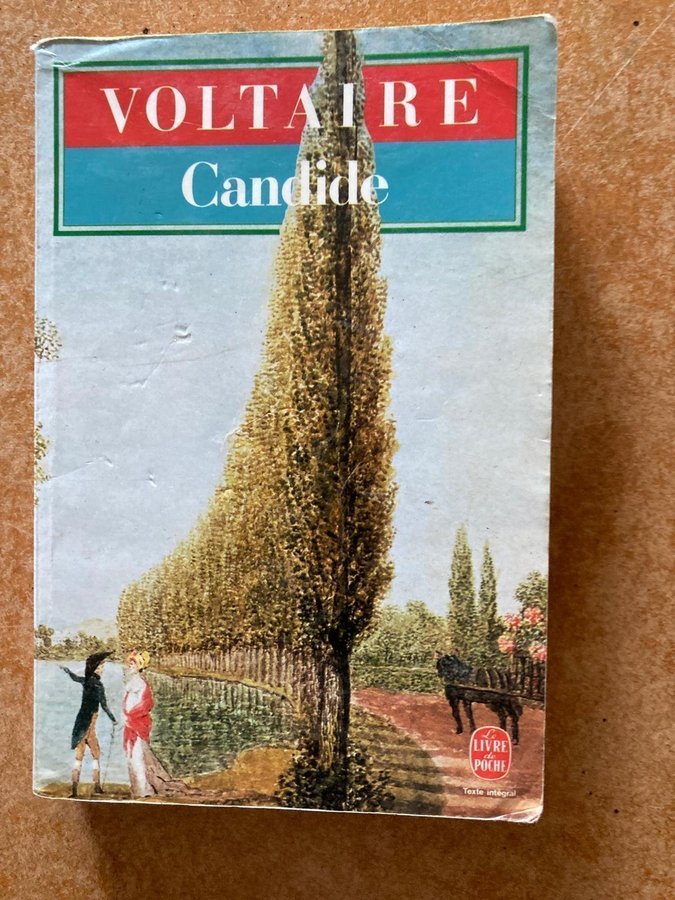 VOLTAIRE
Candide
Le
LIVRE
de
POCHE
Texte intégral